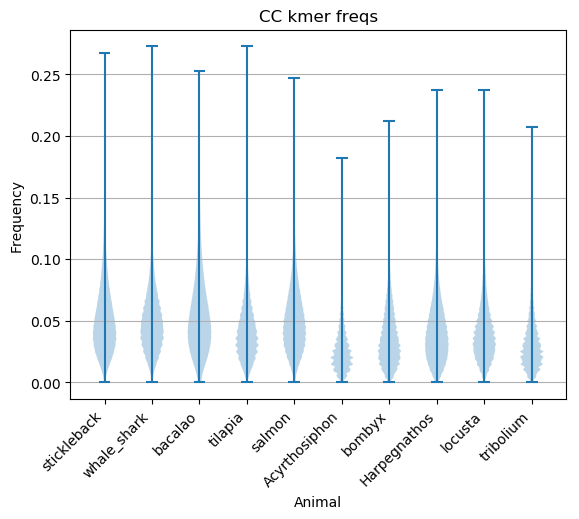 CC kmer freqs
Frequency
0.25
0.20
0.15
0.10
0.05
0.00
stickleback
whale_shark
bacalao
tilapia
salmon
Acyrthosiphon
bombyx
Harpegnathos
locusta
tribolium
Animal